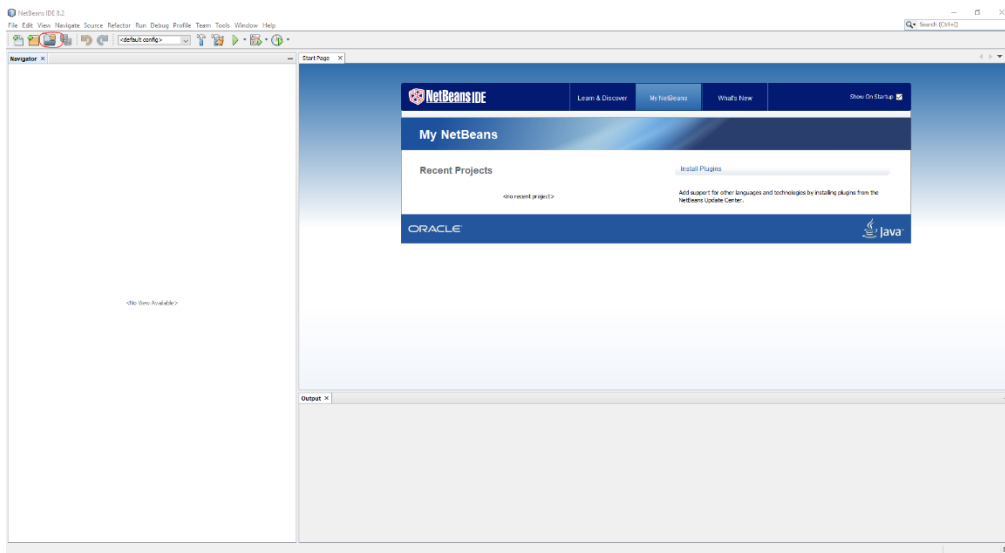 NetBeans IDE 8.2
File Edit View Navigate Source Refactor Run Debug Profile Team Tools Window Help
Search (Ctrl+I)
<default config>
Navigator
Start Page
NetBeans IDE
Learn & Discover
My NetBeans
What's New
Show On Startup
My NetBeans
Recent Projects
<no recent project>
Install Plugins
Add support for other languages and technologies by installing plugins from the
NetBeans Update Center.
ORACLE
Java
<No View Available>
Output